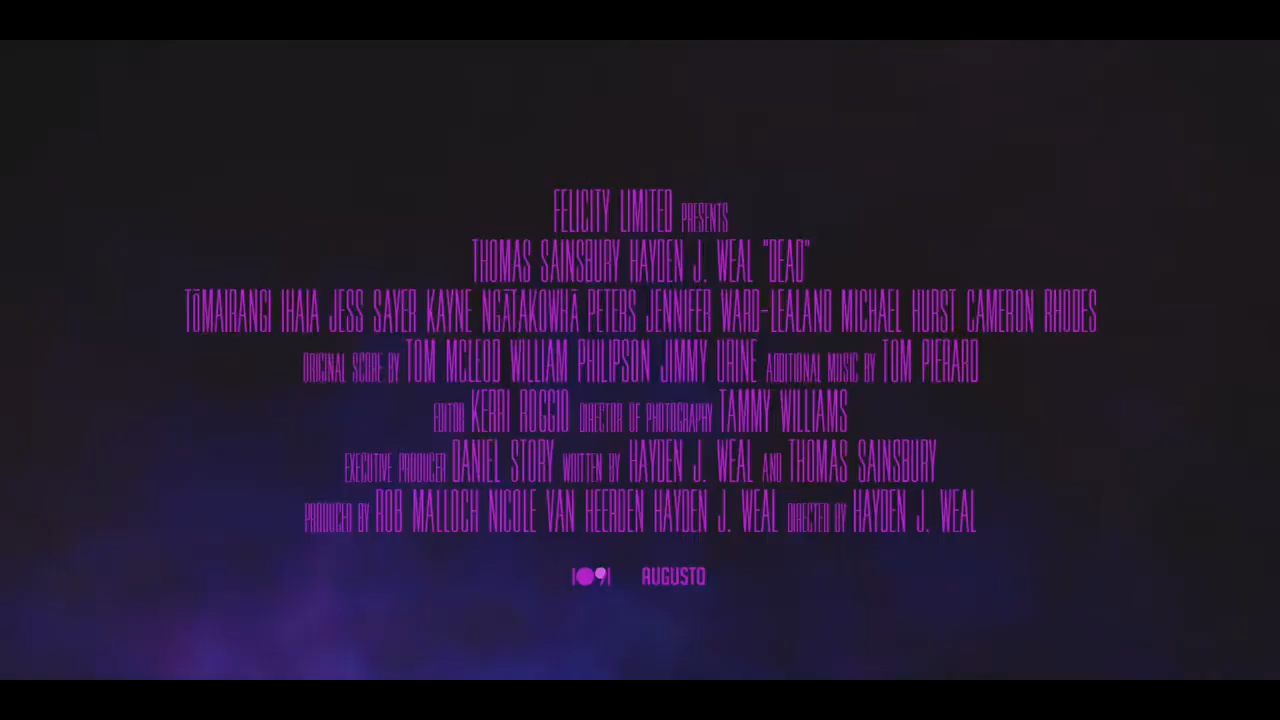 FELICITY LIMITED PRESENTS
THOMAS SAINSBURY HAYDEN J. WEAL "DEAD"
TŌMAIRANGI IHAIA JESS SAYER KAYNE NGĀTAKOWHĀ PETERS JENNIFER WARD-LEALAND MICHAEL HURST CAMERON RHODES
ORIGINAL SCORE BY TOM MCLEOD WILLIAM PHILIPSON JIMMY URINE ADDITIONAL MUSIC BY TOM PIERARD
EDITOR KERRI ROGGIO DIRECTOR OF PHOTOGRAPHY TAMMY WILLIAMS
EXECUTIVE PRODUCER DANIEL STORY WRITTEN BY HAYDEN J. WEAL AND THOMAS SAINSBURY
PRODUCED BY ROB MALLOCH NICOLE VAN HEERDEN HAYDEN J. WEAL DIRECTED BY HAYDEN J. WEAL
1091 AUGUSTO